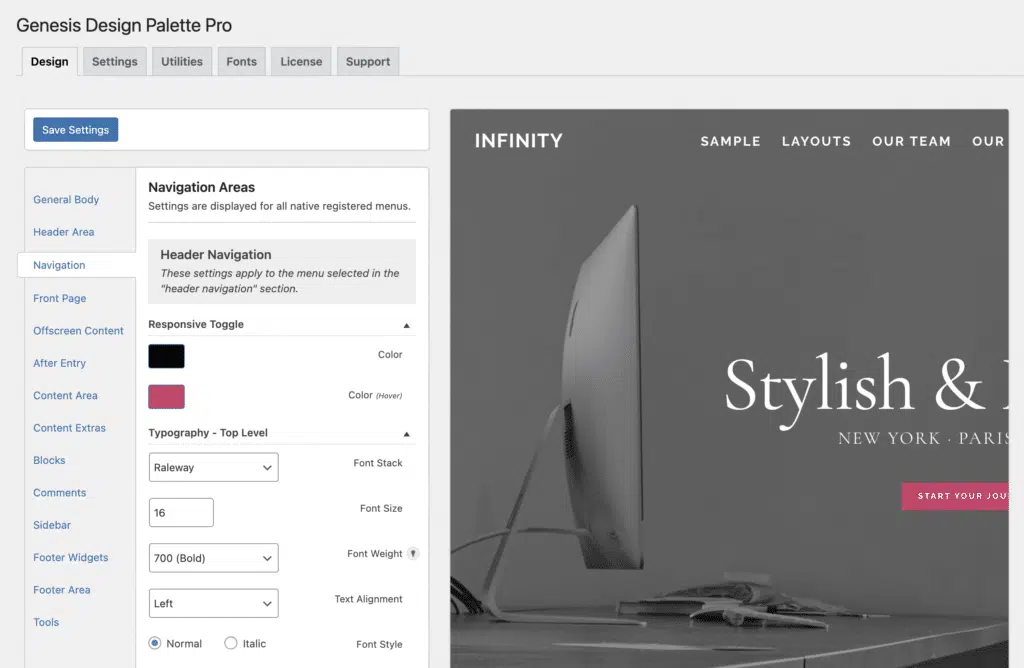 Genesis Design Palette Pro
Design Settings Utilities Fonts License Support
Save Settings
General Body
Header Area
Navigation
Front Page
Offscreen Content
After Entry
Content Area
Content Extras
Blocks
Comments
Sidebar
Footer Widgets
Footer Area
Tools
Navigation Areas
Settings are displayed for all native registered menus.
Header Navigation
These settings apply to the menu selected in the
"header navigation" section.
Responsive Toggle
Color
Color (Hover)
Typography - Top Level
Raleway Font Stack
16 Font Size
700 (Bold) Font Weight
Left Text Alignment
Normal Italic Font Style
INFINITY SAMPLE LAYOUTS OUR TEAM OUR
Stylish &
NEW YORK · PARIS
START YOUR JOU